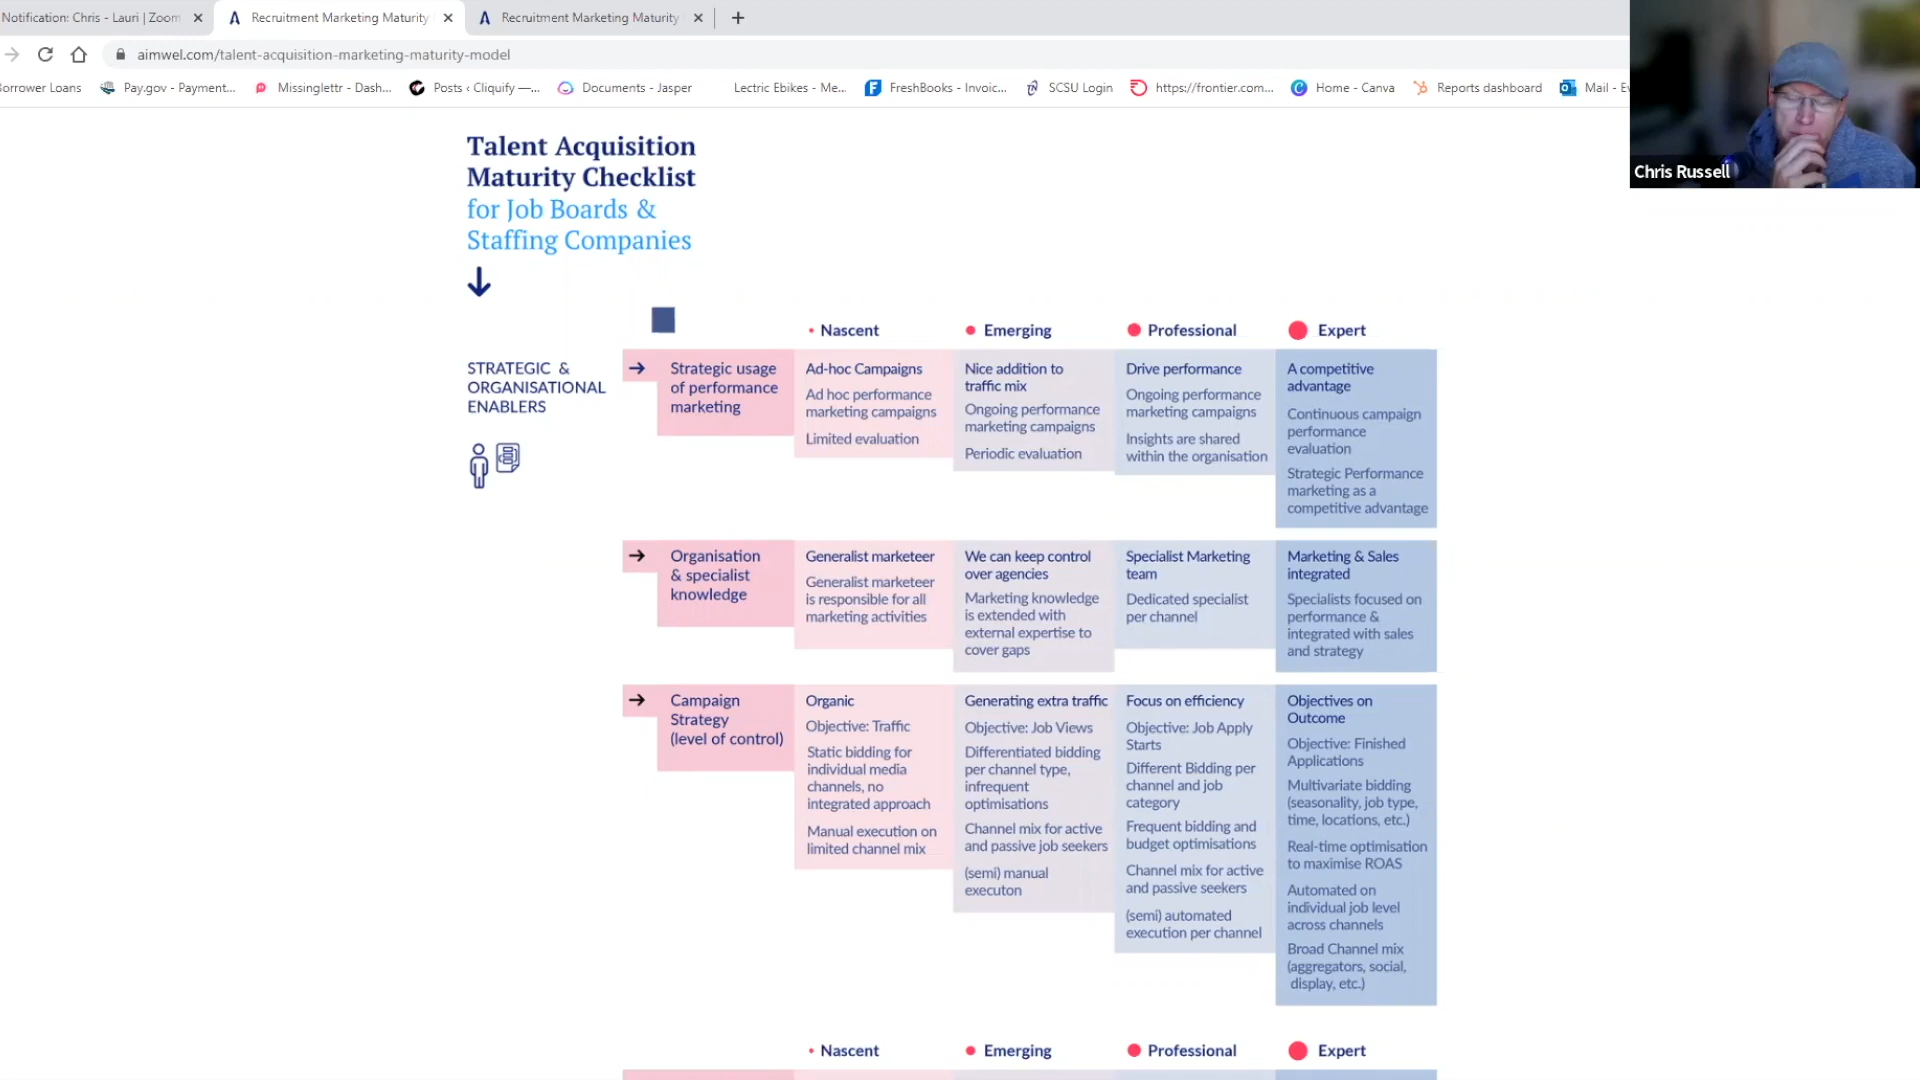 Notification: Chris - Lauri | Zoom
Recruitment Marketing Maturity
Recruitment Marketing Maturity
aimwel.com/talent-acquisition-marketing-maturity-model
orrower Loans
Pay.gov - Payment...
Missinglettr - Dash...
Posts ‹ Cliquify —...
Documents - Jasper
Lectric Ebikes - Me...
FreshBooks - Invoic...
SCSU Login
https://frontier.com...
Home - Canva
Reports dashboard
Mail - Ev
Chris Russell
Talent Acquisition
Maturity Checklist
for Job Boards &
Staffing Companies
Nascent
Emerging
Professional
Expert
STRATEGIC &
ORGANISATIONAL
ENABLERS
Strategic usage
of performance
marketing
Ad-hoc Campaigns
Ad hoc performance
marketing campaigns
Limited evaluation
Nice addition to
traffic mix
Ongoing performance
marketing campaigns
Periodic evaluation
Drive performance
Ongoing performance
marketing campaigns
Insights are shared
within the organisation
A competitive
advantage
Continuous campaign
performance
evaluation
Strategic Performance
marketing as a
competitive advantage
Organisation
& specialist
knowledge
Generalist marketeer
Generalist marketeer
is responsible for all
marketing activities
We can keep control
over agencies
Marketing knowledge
is extended with
external expertise to
cover gaps
Specialist Marketing
team
Dedicated specialist
per channel
Marketing & Sales
integrated
Specialists focused on
performance &
integrated with sales
and strategy
Campaign
Strategy
(level of control)
Organic
Objective: Traffic
Static bidding for
individual media
channels, no
integrated approach
Manual execution on
limited channel mix
Generating extra traffic
Objective: Job Views
Differentiated bidding
per channel type,
infrequent
optimisations
Channel mix for active
and passive job seekers
(semi) manual
executon
Focus on efficiency
Objective: Job Apply
Starts
Different Bidding per
channel and job
category
Frequent bidding and
budget optimisations
Channel mix for active
and passive seekers
(semi) automated
execution per channel
Objectives on
Outcome
Objective: Finished
Applications
Multivariate bidding
(seasonality, job type,
time, locations, etc.)
Real-time optimisation
to maximise ROAS
Automated on
individual job level
across channels
Broad Channel mix
(aggregators, social,
display, etc.)
Nascent
Emerging
Professional
Expert